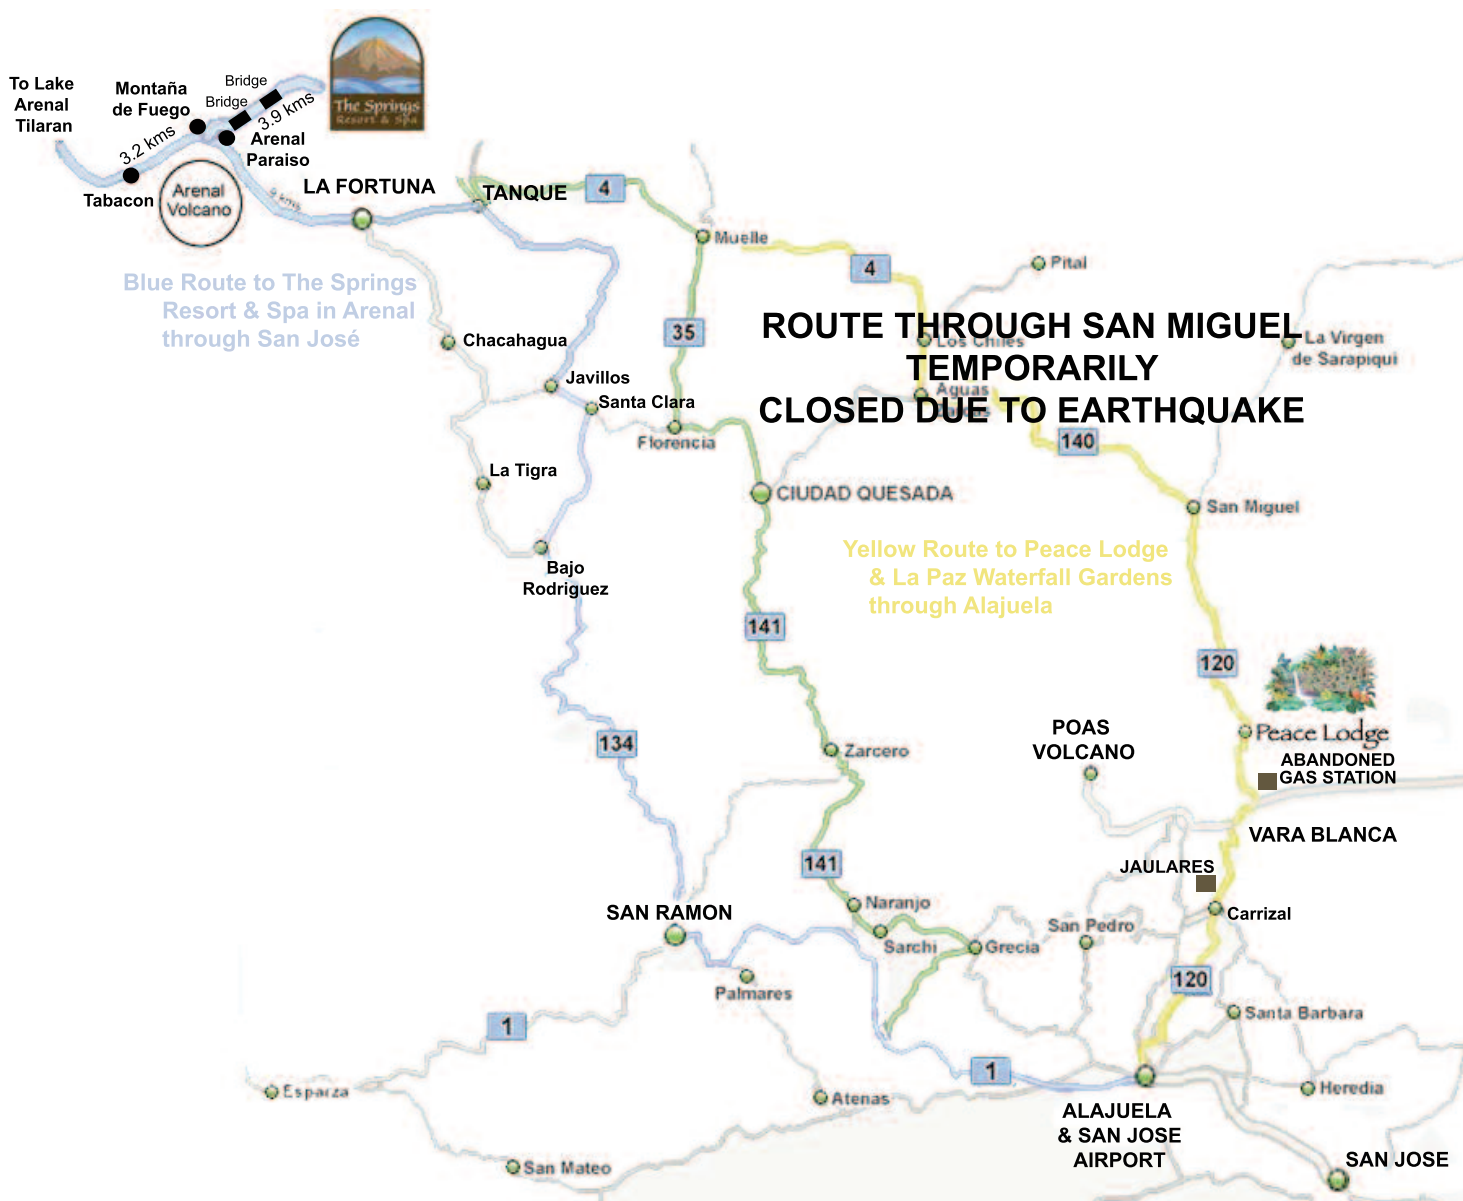 To Lake
Arenal
Tilaran
Montaña
de Fuego
Bridge
Bridge
3.9 kms
3.2 kms
The Springs
Resort & Spa
Arenal
Paraiso
Tabacon
Arenal
Volcano
9 kms
LA FORTUNA
TANQUE
4
Muelle
4
Pital
Blue Route to The Springs
Resort & Spa in Arenal
through San José
Chacahagua
35
ROUTE THROUGH SAN MIGUEL
TEMPORARILY
CLOSED DUE TO EARTHQUAKE
Los Chiles
Aguas
La Virgen
de Sarapiqui
Javillos
Santa Clara
Florencia
140
La Tigra
CIUDAD QUESADA
San Miguel
Yellow Route to Peace Lodge
& La Paz Waterfall Gardens
through Alajuela
Bajo
Rodriguez
141
120
134
Zarcero
POAS
VOLCANO
Peace Lodge
ABANDONED
GAS STATION
VARA BLANCA
141
JAULARES
SAN RAMON
Naranjo
Sarchi
Grecia
San Pedro
Carrizal
Palmares
120
1
Santa Barbara
1
Esparza
Atenas
Heredia
ALAJUELA
& SAN JOSE
AIRPORT
San Mateo
SAN JOSE